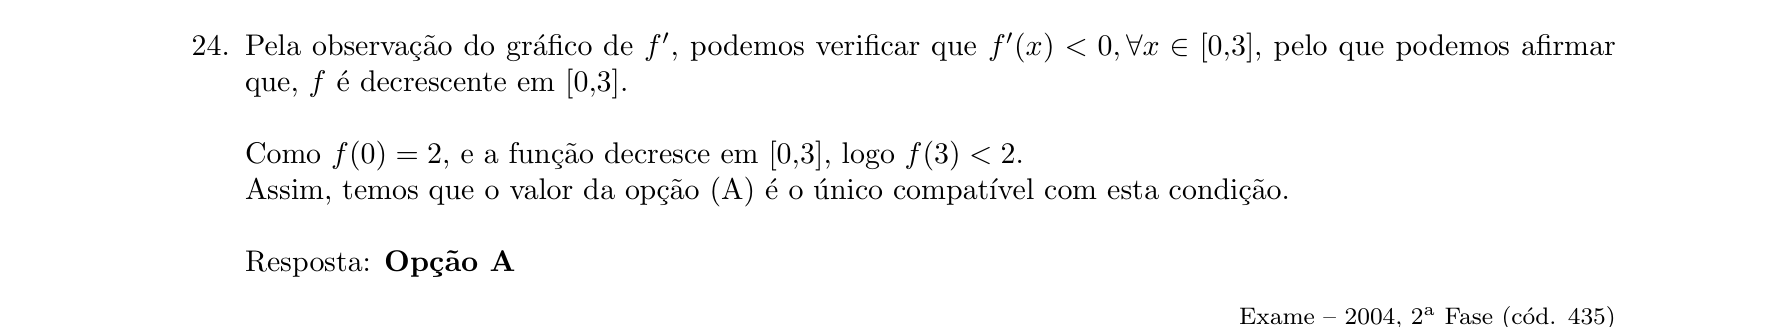 24. Pela observação do gráfico de f′, podemos verificar que f′(x) < 0, ∀x ∈ [0,3], pelo que podemos afirmar
que, f é decrescente em [0,3].
Como f(0) = 2, e a função decresce em [0,3], logo f(3) < 2.
Assim, temos que o valor da opção (A) é o único compatível com esta condição.
Resposta: Opção A
Exame – 2004, 2ª Fase (cód. 435)